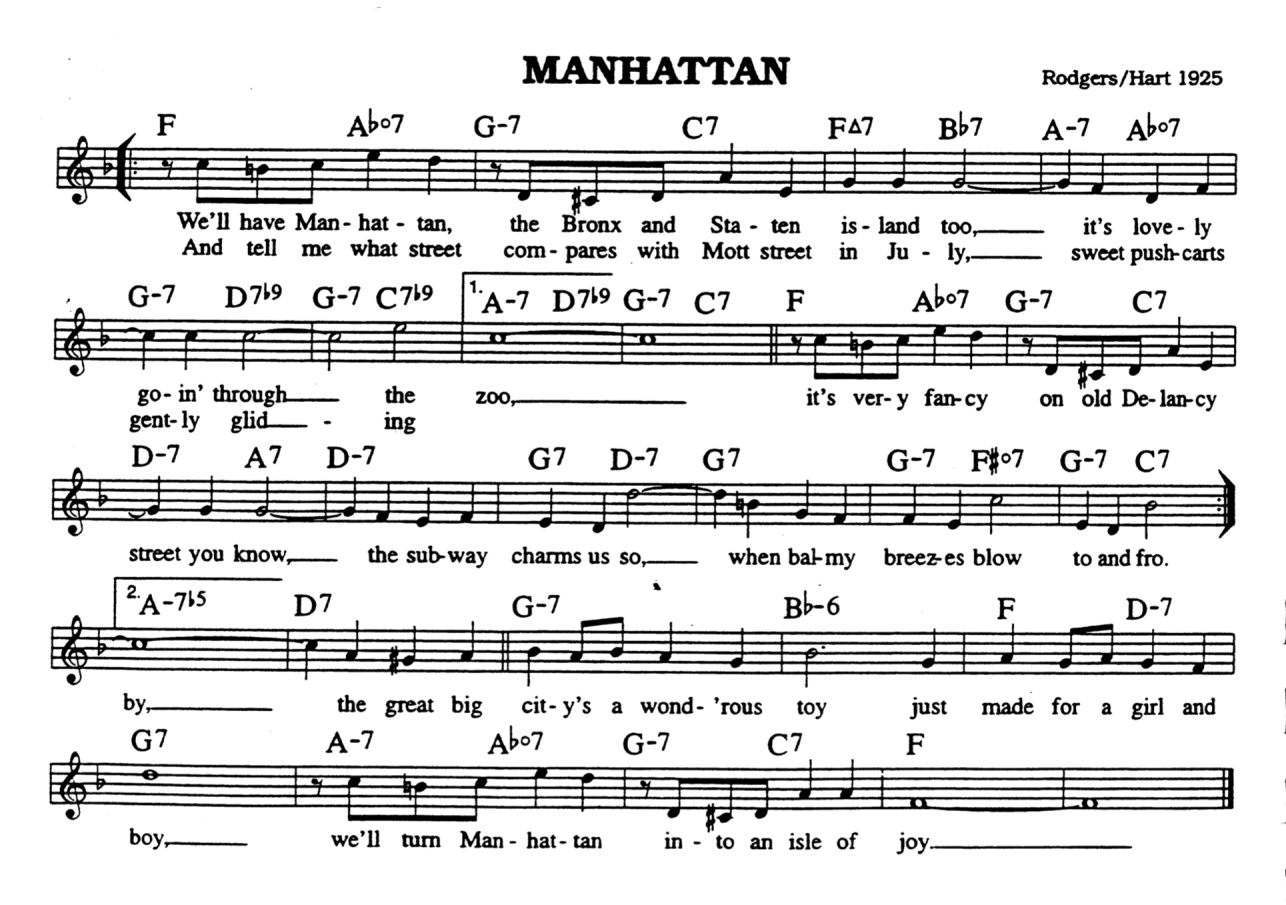 MANHATTAN
Rodgers/Hart 1925
F A♭o7 G-7 C7 F∆7 B♭7 A-7 A♭o7
We'll have Man-hat-tan, the Bronx and Sta-ten is-land too, it's love-ly
And tell me what street com-pares with Mott street in Ju-ly, sweet push-carts
G-7 D7♭9 G-7 C7♭9 1. A-7 D7♭9 G-7 C7 F A♭o7 G-7 C7
go-in' through the zoo, it's ver-y fan-cy on old De-lan-cy
gent-ly glid-ing
D-7 A7 D-7 G7 D-7 G7 G-7 F#o7 G-7 C7
street you know, the sub-way charms us so, when bal-my breez-es blow to and fro.
2. A-7♭5 D7 G-7 B♭-6 F D-7
by, the great big cit-y's a wond-'rous toy just made for a girl and
G7 A-7 A♭o7 G-7 C7 F
boy, we'll turn Man-hat-tan in-to an isle of joy